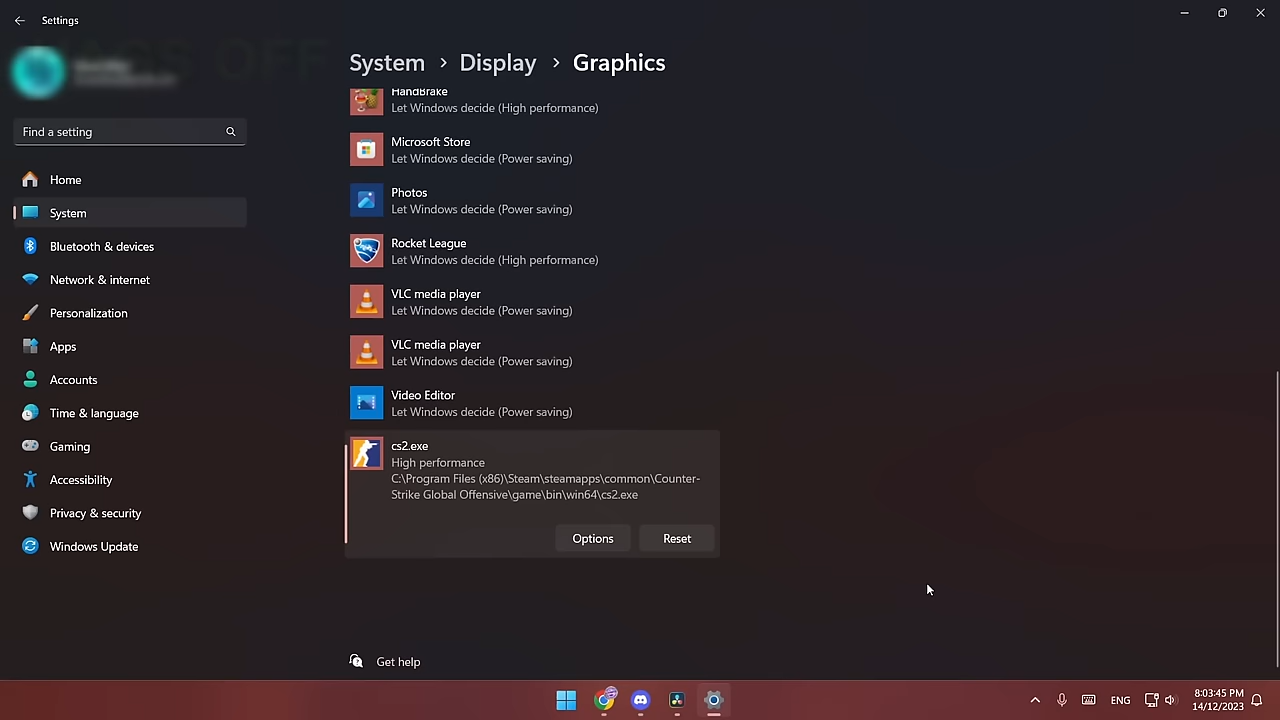 Settings
OFF
System > Display > Graphics
Find a setting
Home
System
Bluetooth & devices
Network & internet
Personalization
Apps
Accounts
Time & language
Gaming
Accessibility
Privacy & security
Windows Update
HandBrake
Let Windows decide (High performance)
Microsoft Store
Let Windows decide (Power saving)
Photos
Let Windows decide (Power saving)
Rocket League
Let Windows decide (High performance)
VLC media player
Let Windows decide (Power saving)
VLC media player
Let Windows decide (Power saving)
Video Editor
Let Windows decide (Power saving)
cs2.exe
High performance
C:\Program Files (x86)\Steam\steamapps\common\Counter-
Strike Global Offensive\game\bin\win64\cs2.exe
Options Reset
Get help
ENG
8:03:45 PM
14/12/2023